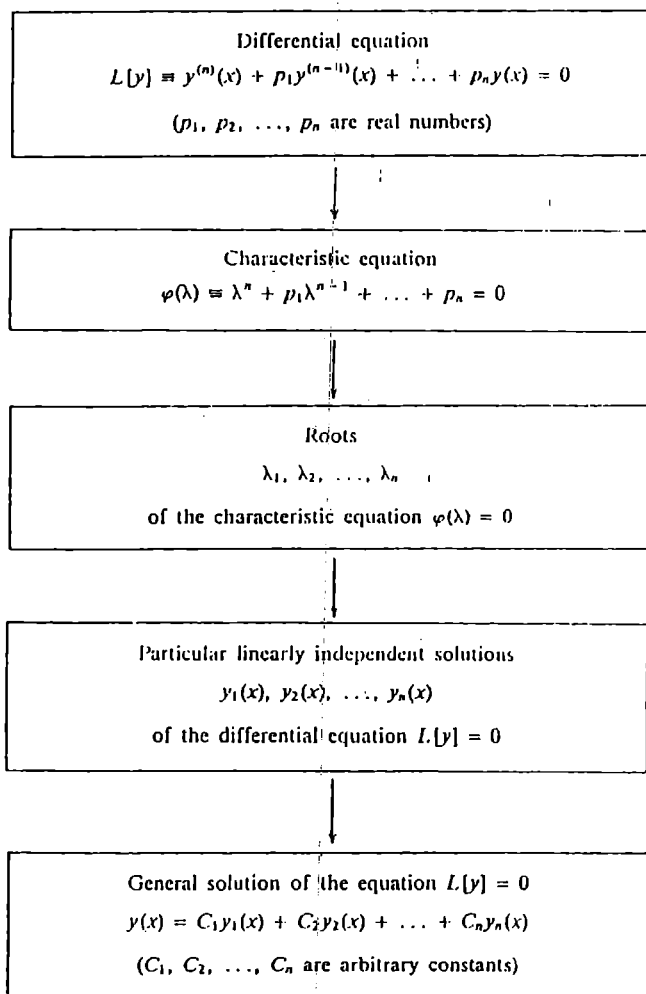 Differential equation
L[y] ≡ y⁽ⁿ⁾(x) + p₁y⁽ⁿ⁻¹⁾(x) + ... + pₙy(x) = 0
(p₁, p₂, ..., pₙ are real numbers)
Characteristic equation
φ(λ) ≡ λⁿ + p₁λⁿ⁻¹ + ... + pₙ = 0
Roots
λ₁, λ₂, ..., λₙ
of the characteristic equation φ(λ) = 0
Particular linearly independent solutions
y₁(x), y₂(x), ..., yₙ(x)
of the differential equation L[y] = 0
General solution of the equation L[y] = 0
y(x) = C₁y₁(x) + C₂y₂(x) + ... + Cₙyₙ(x)
(C₁, C₂, ..., Cₙ are arbitrary constants)